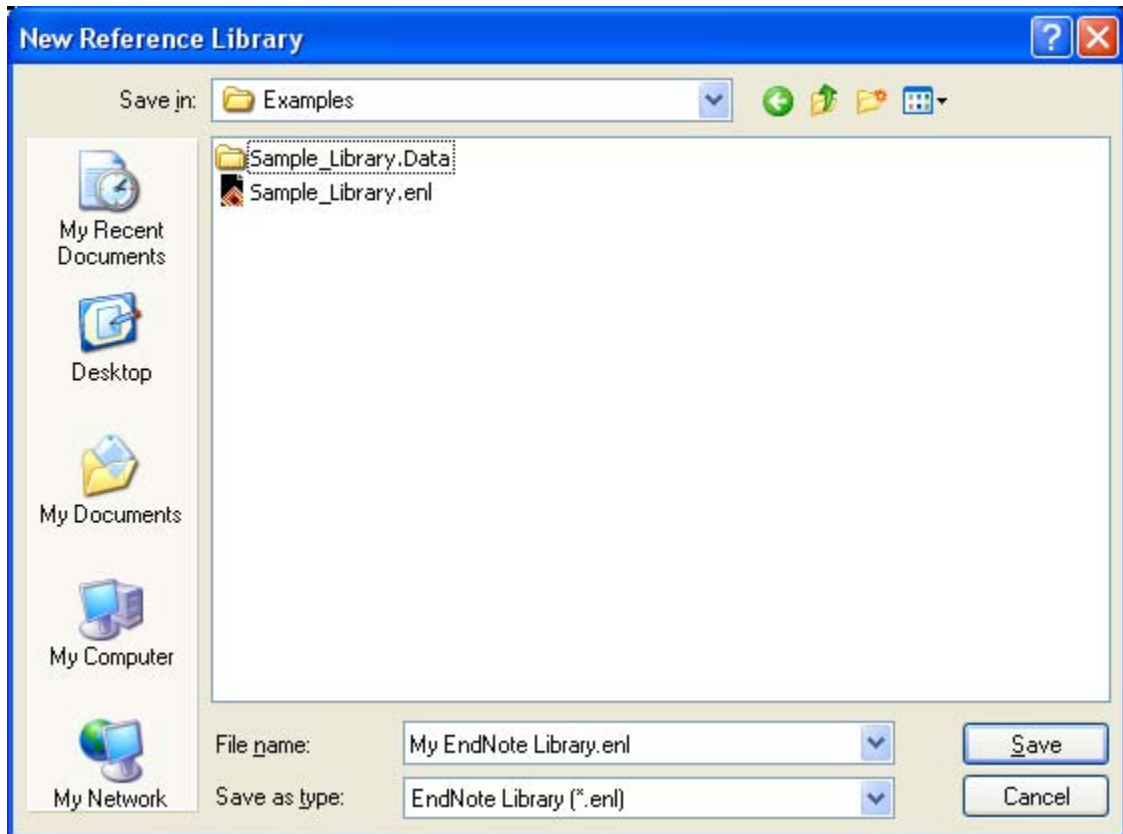 New Reference Library
Save in:
Examples
My Recent
Documents
Desktop
My Documents
My Computer
My Network
Sample_Library.Data
Sample_Library.enl
File name:
My EndNote Library.enl
Save
Save as type:
EndNote Library (*.enl)
Cancel